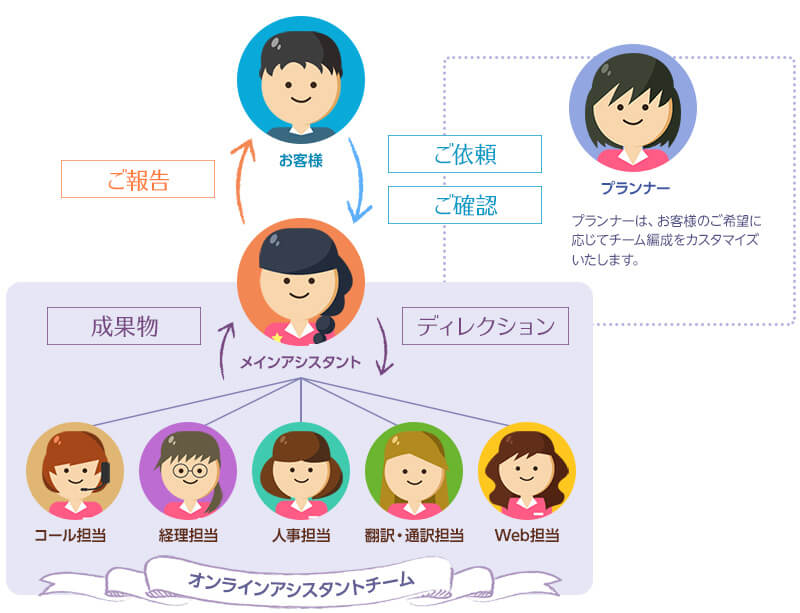 お客様
ご報告
ご依頼
ご確認
プランナー
プランナーは、お客様のご希望に
応じてチーム編成をカスタマイズ
いたします。
成果物
ディレクション
メインアシスタント
コール担当
経理担当
人事担当
翻訳・通訳担当
Web担当
オンラインアシスタントチーム